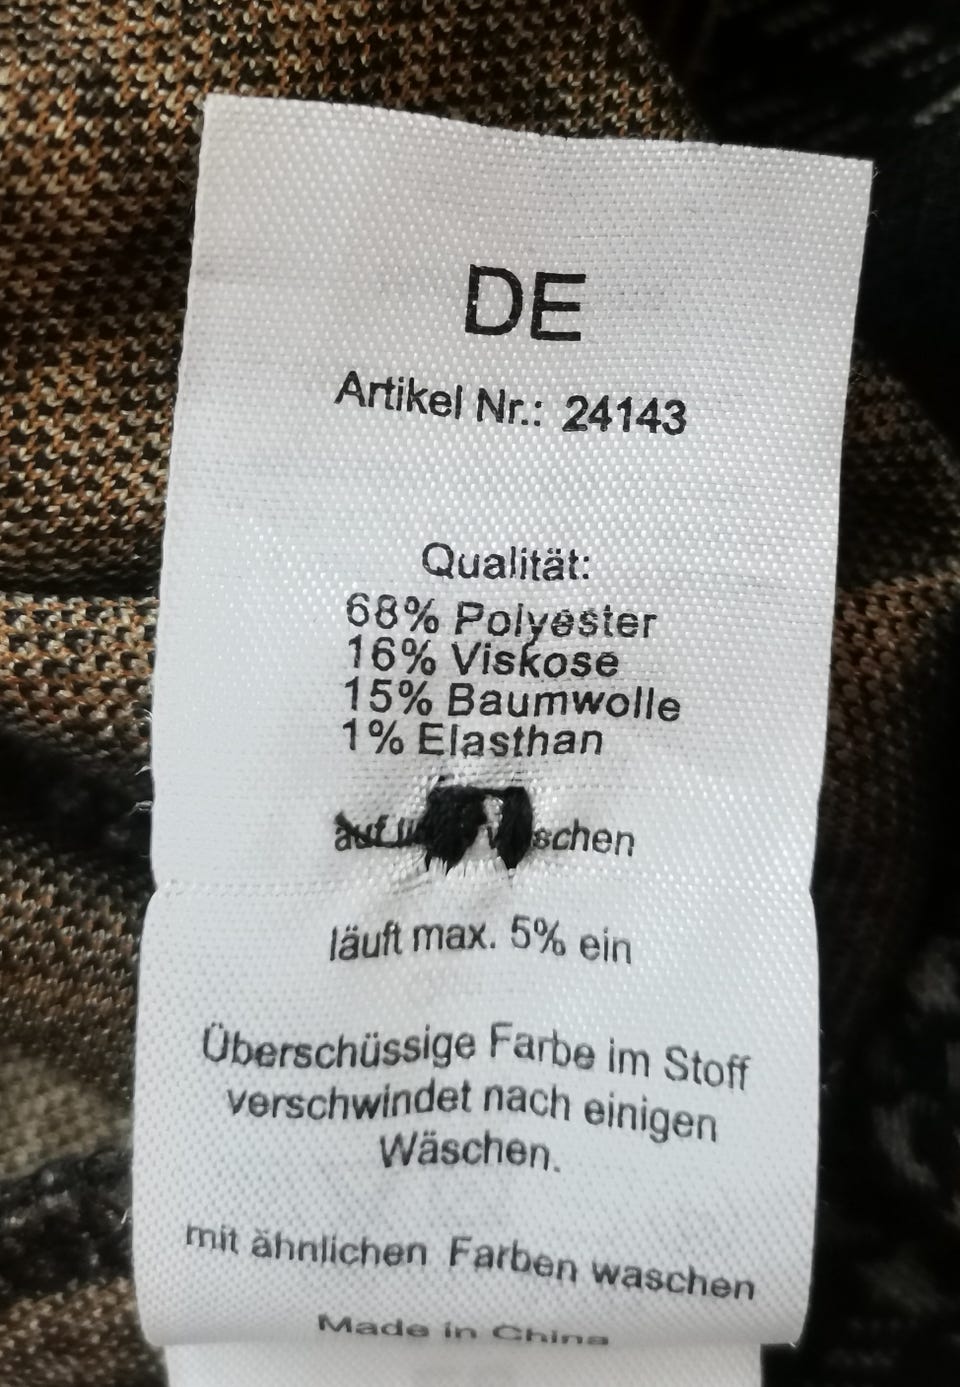 DE
Artikel Nr.: 24143
Qualität:
68% Polyester
16% Viskose
15% Baumwolle
1% Elasthan
auf
läuft max. 5% ein
Überschüssige Farbe im Stoff
verschwindet nach einigen
Wäschen.
mit ähnlichen Farben waschen
Made in China